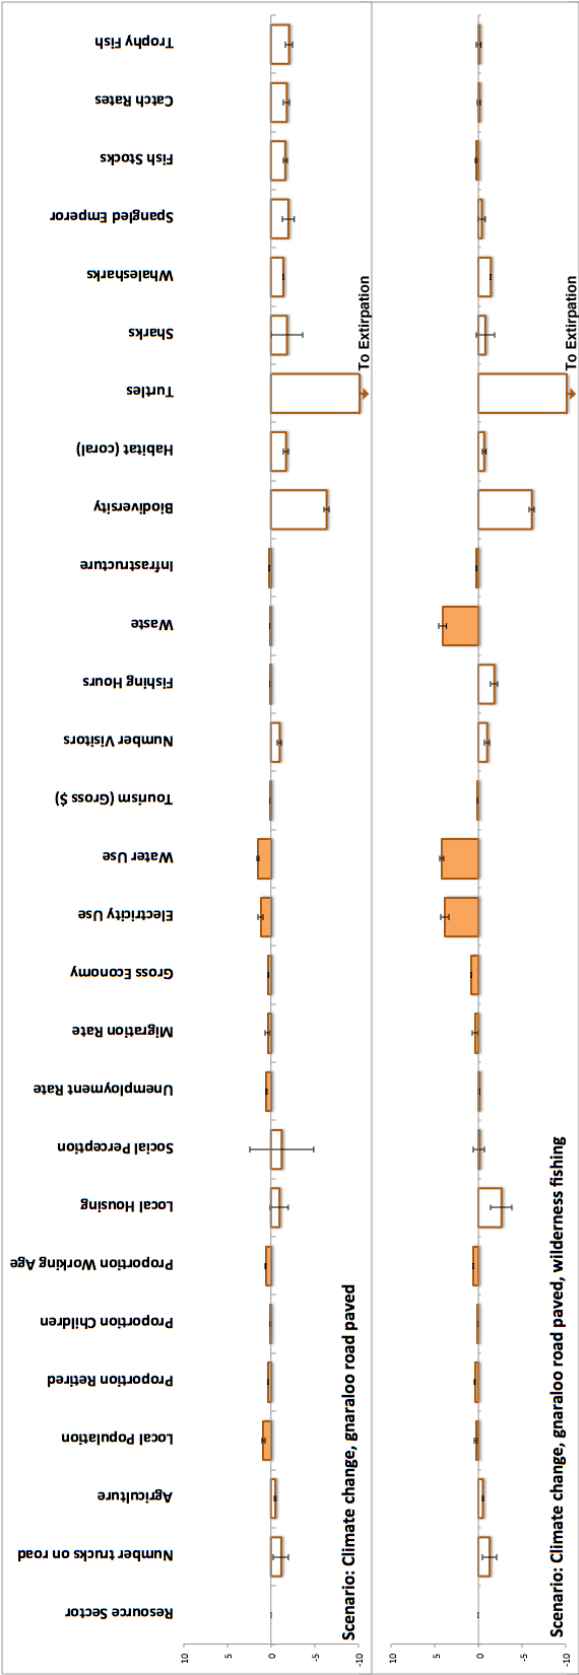 Resource Sector
Number trucks on road
Agriculture
Local Population
Proportion Retired
Proportion Children
Proportion Working Age
Local Housing
Social Perception
Unemployment Rate
Migration Rate
Gross Economy
Electricity Use
Water Use
Tourism (Gross $)
Number Visitors
Fishing Hours
Waste
Infrastructure
Biodiversity
Habitat (coral)
Turtles
Sharks
Whalesharks
Spangled Emperor
Fish Stocks
Catch Rates
Trophy Fish
10
5
0
-5
-10
To Extirpation
Scenario: Climate change, gnaraloo road paved
10
5
0
-5
-10
To Extirpation
Scenario: Climate change, gnaraloo road paved, wilderness fishing